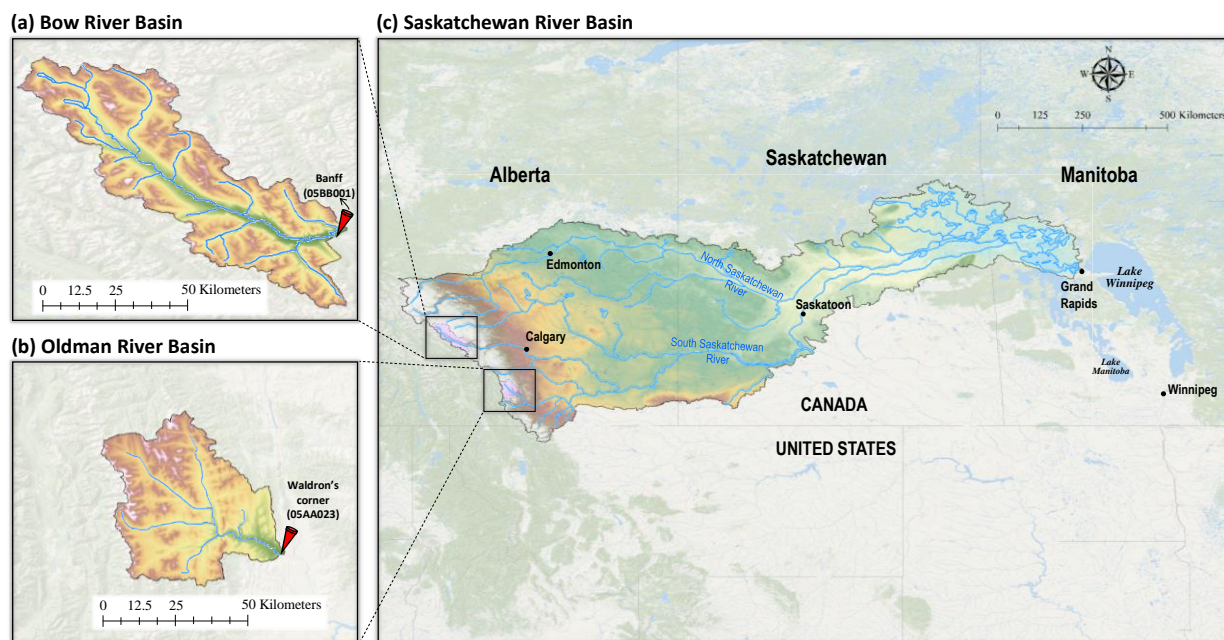 (a) Bow River Basin
Banff
(05BB001)
0 12.5 25 50 Kilometers
(b) Oldman River Basin
Waldron's
corner
(05AA023)
0 12.5 25 50 Kilometers
(c) Saskatchewan River Basin
N
W E
S
0 125 250 500 Kilometers
Alberta
Saskatchewan
Manitoba
Edmonton
North Saskatchewan
River
Lake
Winnipeg
Grand
Rapids
Saskatoon
Calgary
South Saskatchewan
River
Lake
Manitoba
Winnipeg
CANADA
UNITED STATES